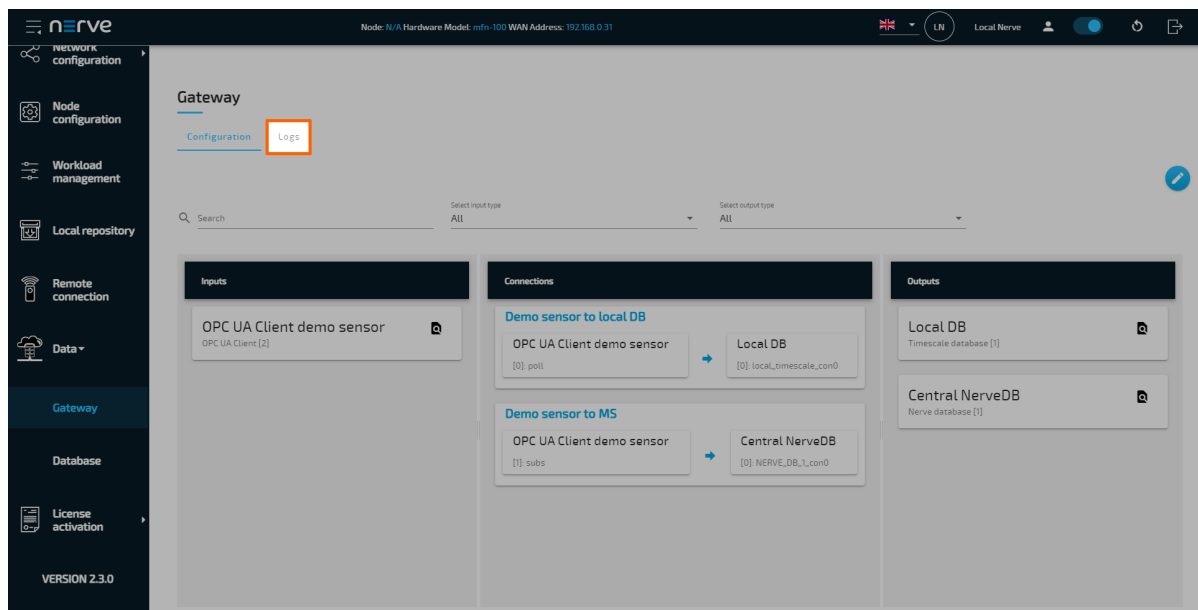 nerve
Node: N/A Hardware Model: mfn-100 WAN Address: 192.168.0.31
LN
Local Nerve
Network
configuration
Node
configuration
Workload
management
Local repository
Remote
connection
Data
Gateway
Database
License
activation
VERSION 2.3.0
Gateway
Configuration
Logs
Search
Select input type
All
Select output type
All
Inputs
OPC UA Client demo sensor
OPC UA Client [2]
Connections
Demo sensor to local DB
OPC UA Client demo sensor
[0]: poll
Local DB
[0]: local_timescale_con0
Demo sensor to MS
OPC UA Client demo sensor
[1]: subs
Central NerveDB
[0]: NERVE_DB_1_con0
Outputs
Local DB
Timescale database [1]
Central NerveDB
Nerve database [1]